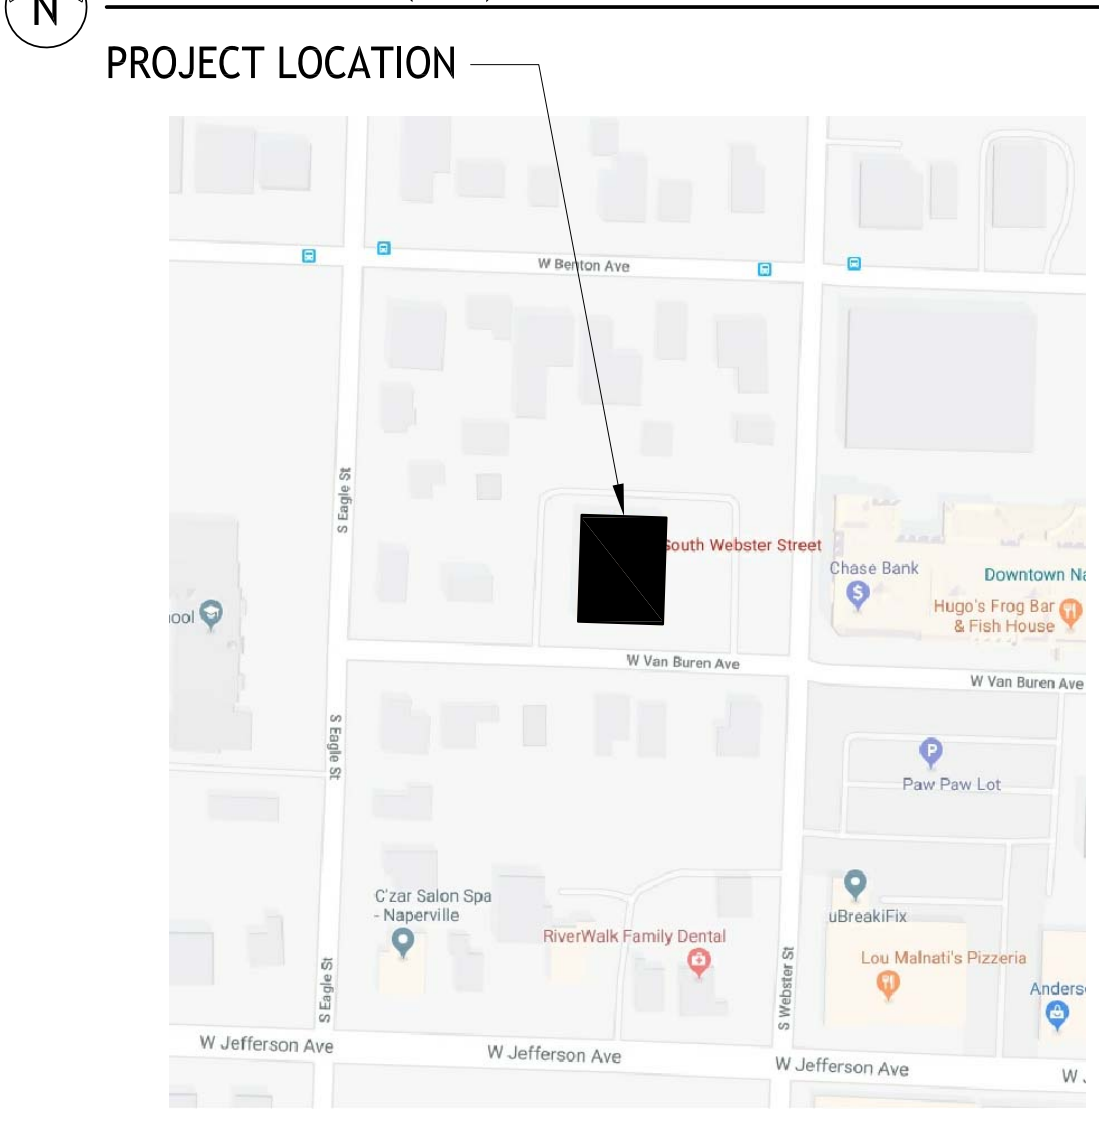 N
PROJECT LOCATION
W Benton Ave
S Eagle St
South Webster Street
Chase Bank
Downtown Na
Hugo's Frog Bar
& Fish House
ool
W Van Buren Ave
W Van Buren Ave
S Eagle St
Paw Paw Lot
C'zar Salon Spa
- Naperville
uBreakiFix
RiverWalk Family Dental
Lou Malnati's Pizzeria
S Eagle St
S Webster St
Anders
W Jefferson Ave
W Jefferson Ave
W Jefferson Ave
W